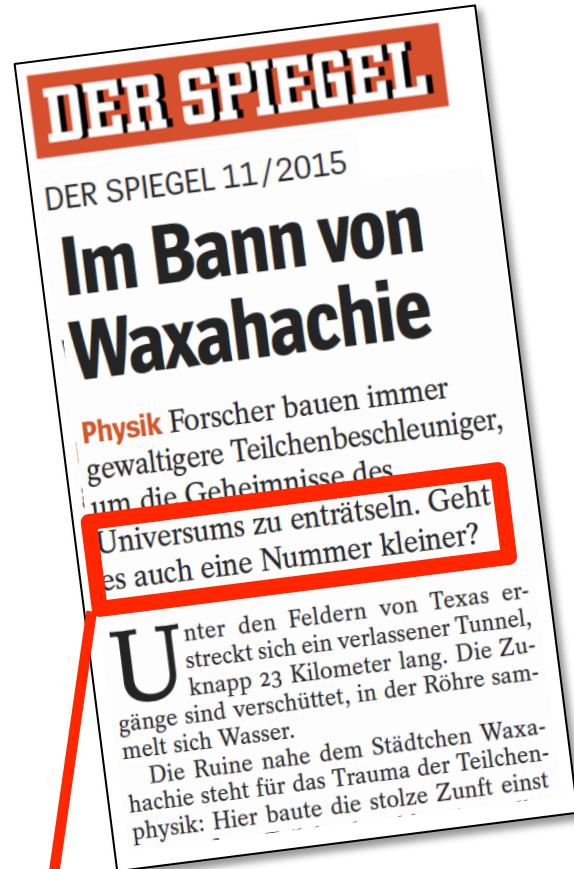 DER SPIEGEL
DER SPIEGEL 11/2015
Im Bann von
Waxahachie
Physik Forscher bauen immer
gewaltigere Teilchenbeschleuniger,
um die Geheimnisse des
Universums zu enträtseln. Geht
es auch eine Nummer kleiner?
Unter den Feldern von Texas er-
streckt sich ein verlassener Tunnel,
knapp 23 Kilometer lang. Die Zu-
gänge sind verschüttet, in der Röhre sam-
melt sich Wasser.
Die Ruine nahe dem Städtchen Waxa-
hachie steht für das Trauma der Teilchen-
physik: Hier baute die stolze Zunft einst